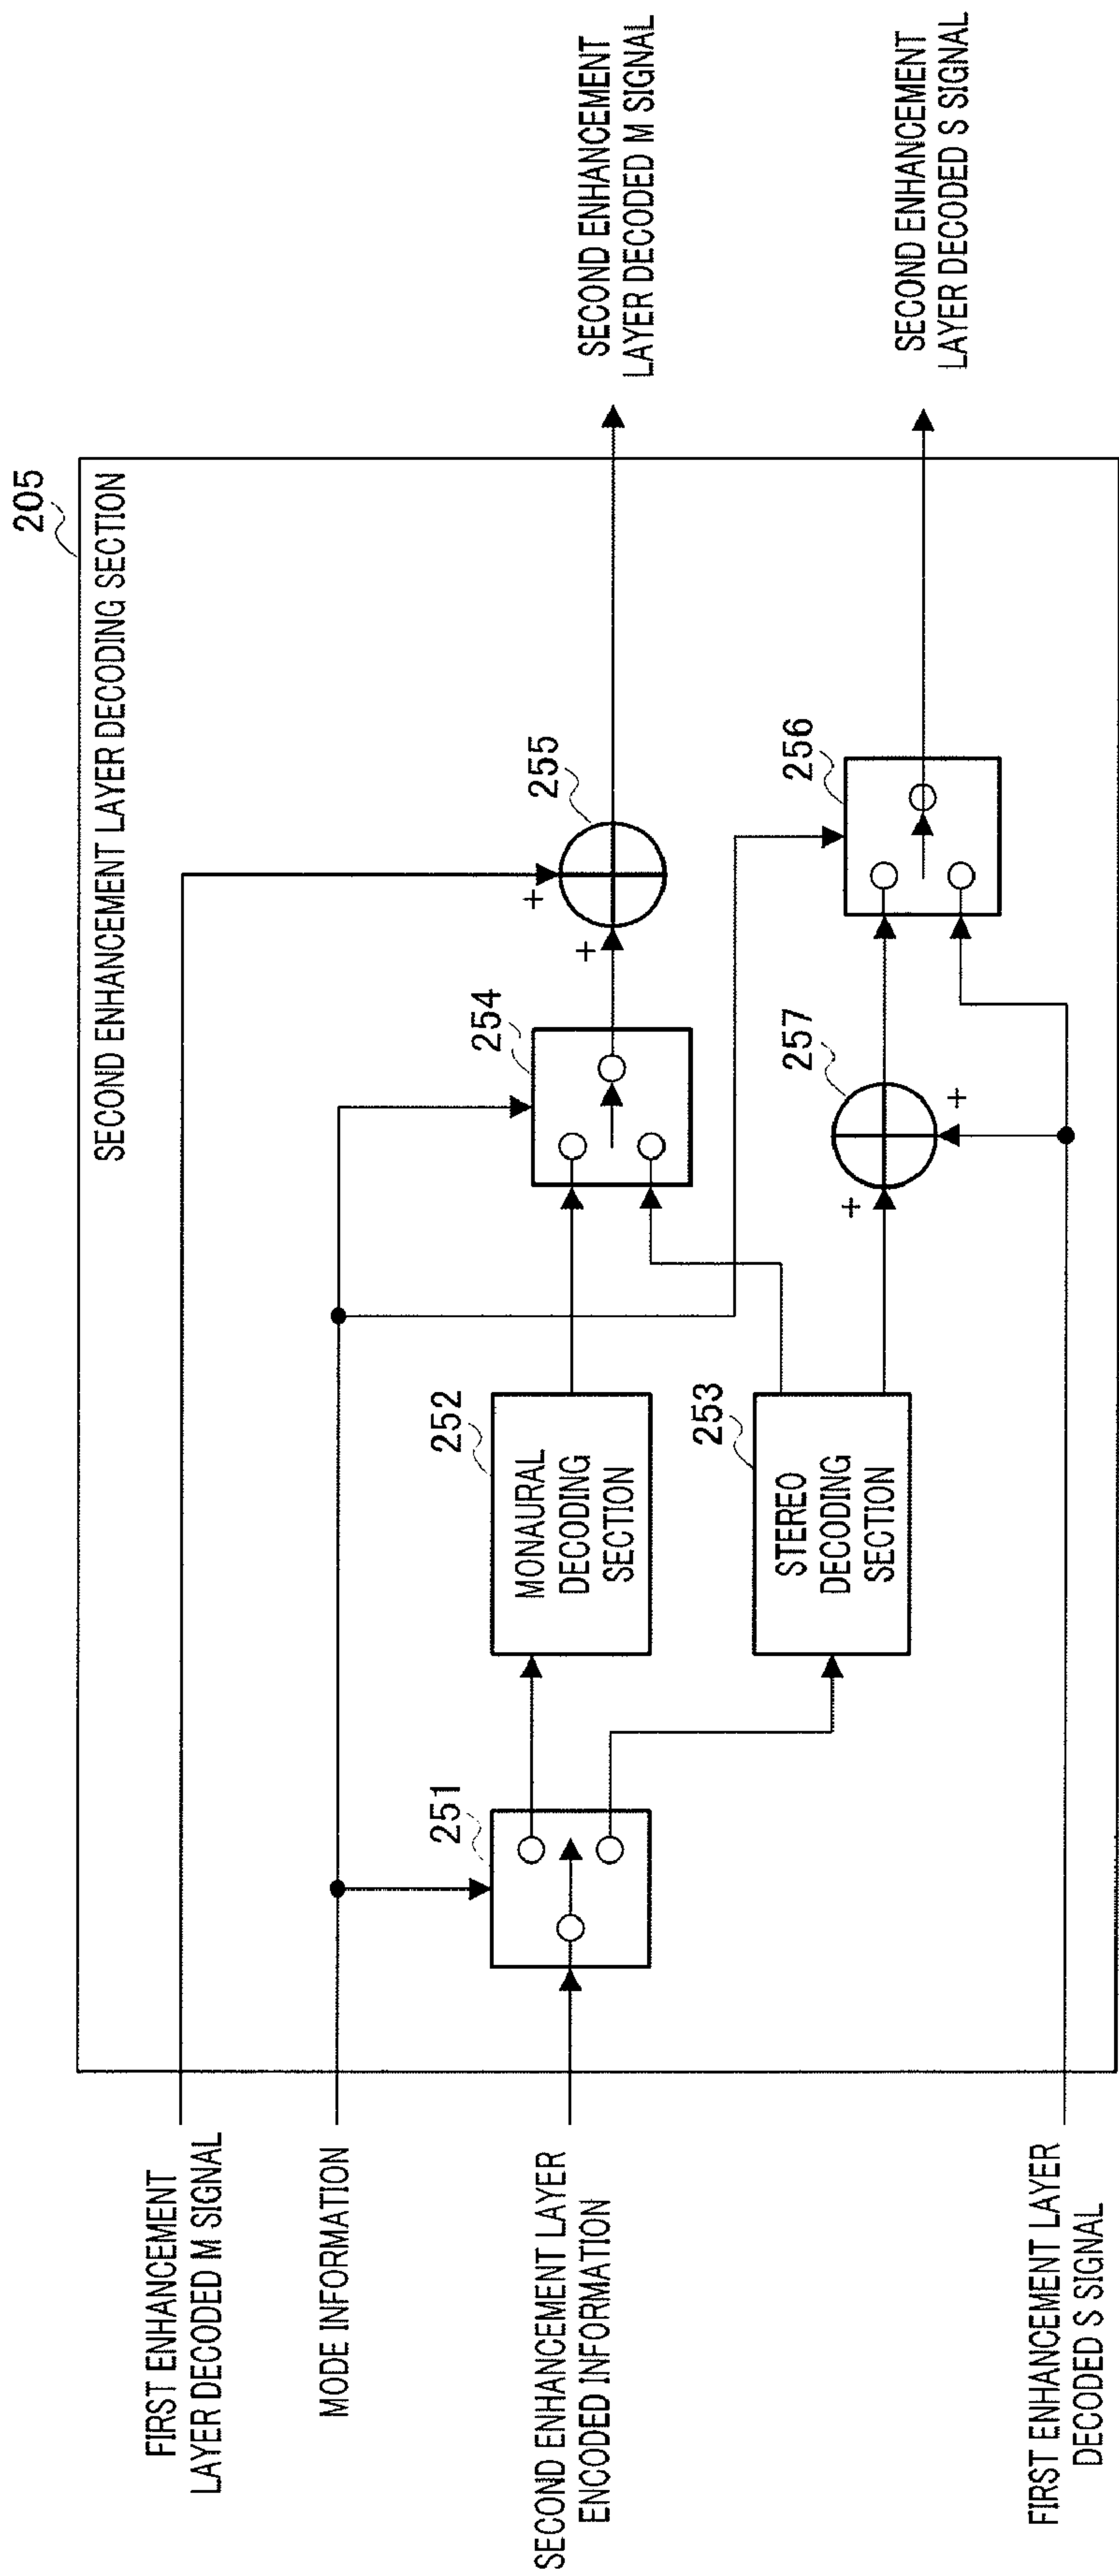 205
SECOND ENHANCEMENT LAYER DECODING SECTION
FIRST ENHANCEMENT
LAYER DECODED M SIGNAL
MODE INFORMATION
SECOND ENHANCEMENT LAYER
ENCODED INFORMATION
FIRST ENHANCEMENT LAYER
DECODED S SIGNAL
251
252
MONAURAL
DECODING
SECTION
253
STEREO
DECODING
SECTION
254
+
+
255
257
+
+
256
SECOND ENHANCEMENT
LAYER DECODED M SIGNAL
SECOND ENHANCEMENT
LAYER DECODED S SIGNAL